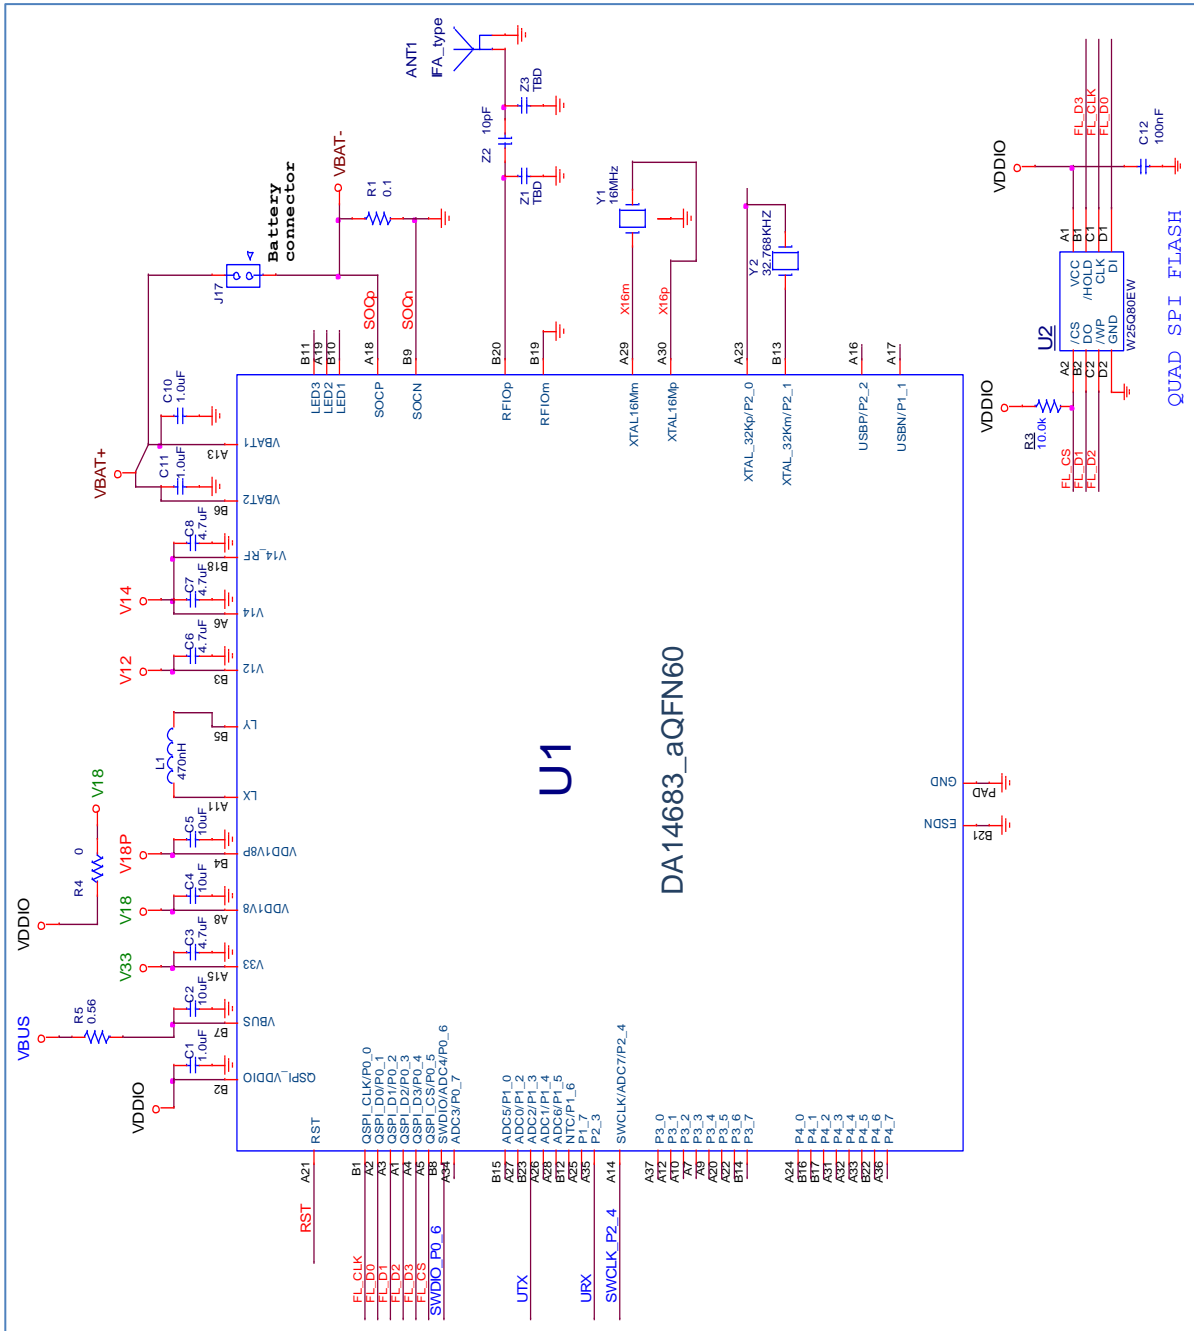 ANT1
IFA_type
Z3
TBD
10pF
Z2
Z1
TBD
VBAT-
R1
0.1
Battery
connector
J17
SOCp
SOCn
Y1
16MHz
X16m
X16p
Y2
32.768KHZ
VDDIO
FL_D3
FL_CLK
FL_D0
C12
100nF
A1
B1
C1
D1
VCC
/HOLD
CLK
DI
/CS
DO
/WP
GND
U2
W25Q80EW
A2
B2
C2
D2
VDDIO
R3
10.0k
FL_CS
FL_D1
FL_D2
QUAD SPI FLASH
B11
A19
B10
A18
B9
B20
B19
A29
A30
A23
B13
A16
A17
LED3
LED2
LED1
SOCP
SOCN
RFIOp
RFIOm
XTAL16Mm
XTAL16Mp
XTAL_32Kp/P2_0
XTAL_32Km/P2_1
USBP/P2_2
USBN/P1_1
C10
1.0uF
VBAT1
A13
VBAT+
C11
1.0uF
VBAT2
B6
C8
4.7uF
V14_RF
B18
V14
C7
4.7uF
V14
A6
V12
C6
4.7uF
V12
B3
LY
B5
L1
470nH
LX
A11
V18
R4
0
VDDIO
V18P
C5
10uF
VDD1V8P
B4
V18
C4
10uF
VDD1V8
A8
V33
C3
4.7uF
V33
A15
VBUS
R5
0.56
C2
10uF
VBUS
B7
VDDIO
C1
1.0uF
QSPI_VDDIO
B2
U1
DA14683_aQFN60
GND
PAD
ESDN
B21
RST
QSPI_CLK/P0_0
QSPI_D0/P0_1
QSPI_D1/P0_2
QSPI_D2/P0_3
QSPI_D3/P0_4
QSPI_CS/P0_5
SWDIO/ADC4/P0_6
ADC3/P0_7
ADC5/P1_0
ADC0/P1_2
ADC2/P1_3
ADC1/P1_4
ADC6/P1_5
NTC/P1_6
P1_7
P2_3
SWCLK/ADC7/P2_4
P3_0
P3_1
P3_2
P3_3
P3_4
P3_5
P3_6
P3_7
P4_0
P4_1
P4_2
P4_3
P4_4
P4_5
P4_6
P4_7
A21
B1
A2
A3
A1
A4
A5
B8
A34
B15
A27
B23
A26
A28
B12
A25
A35
A14
A37
A12
A10
A7
A9
A20
A22
B14
A24
B16
B17
A31
A32
A33
B22
A36
RST
FL_CLK
FL_D0
FL_D1
FL_D2
FL_D3
FL_CS
SWDIO_P0_6
UTX
URX
SWCLK_P2_4